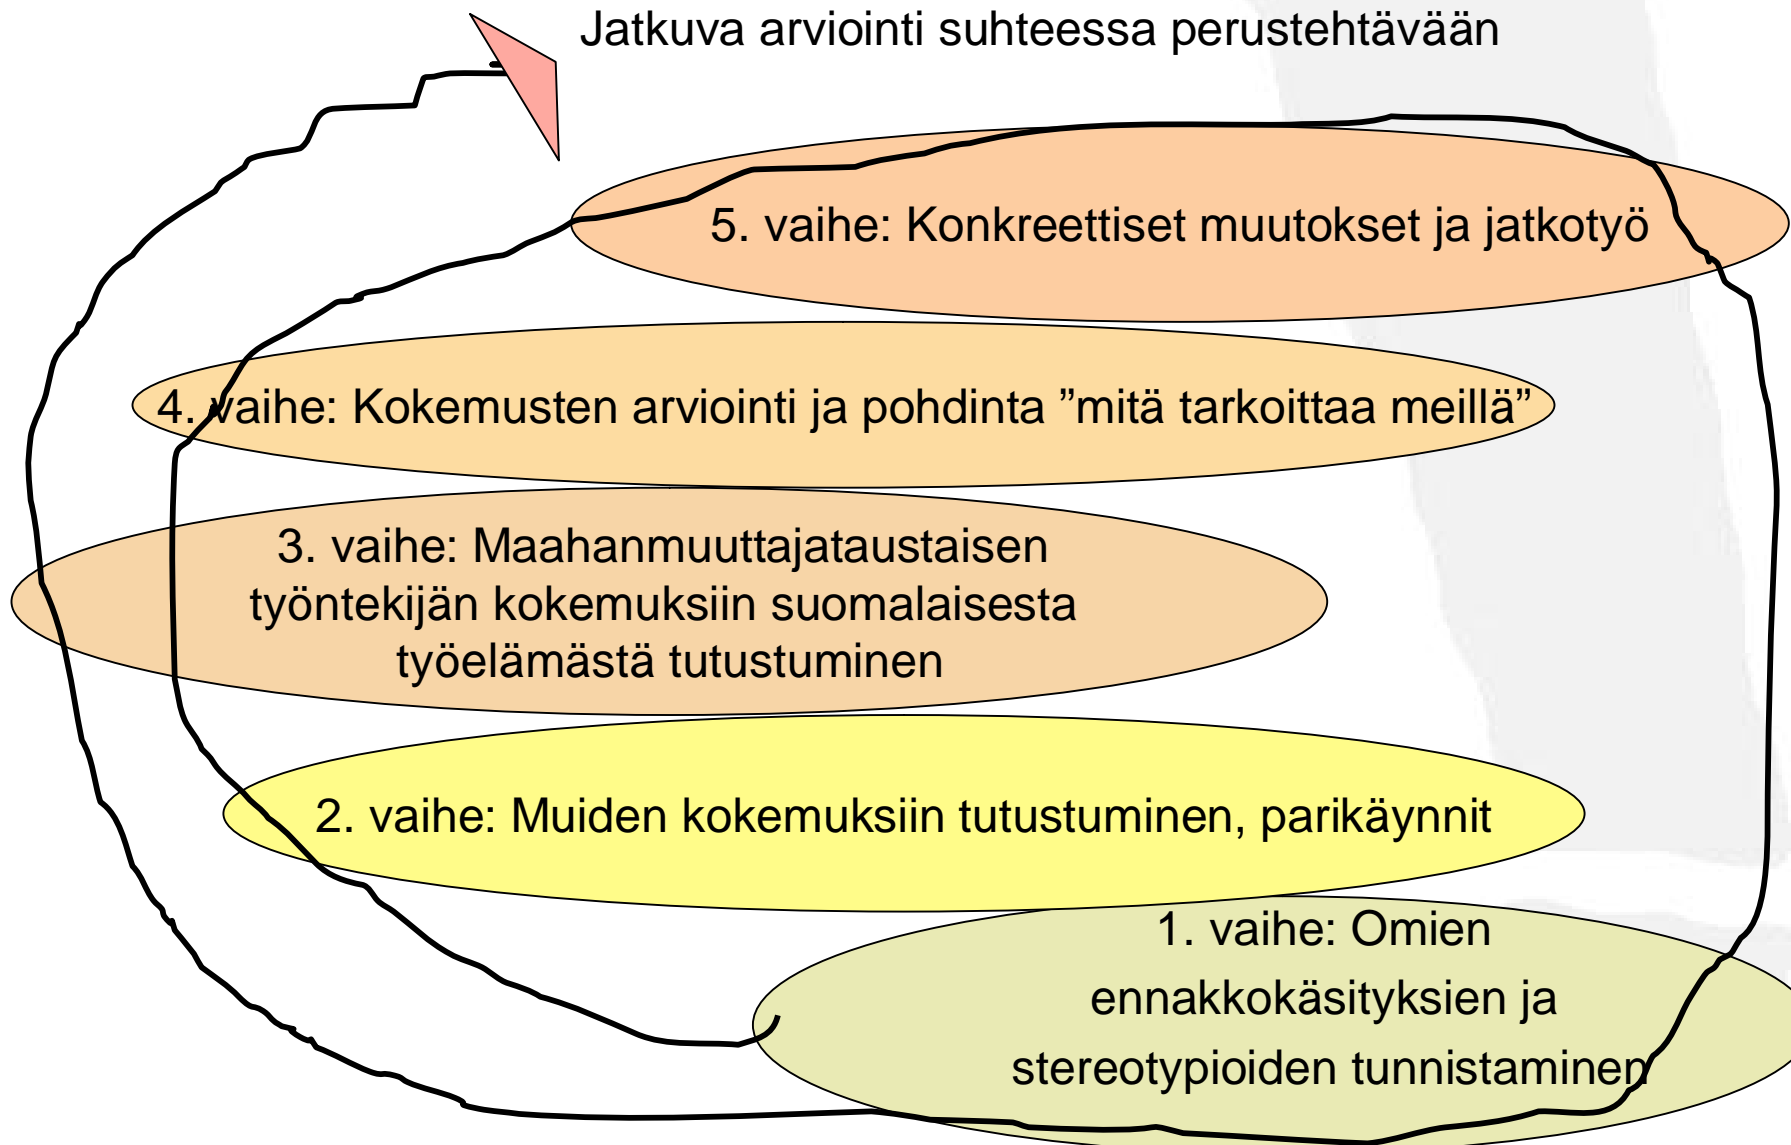 Jatkuva arviointi suhteessa perustehtävään
5. vaihe: Konkreettiset muutokset ja jatkotyö
4. vaihe: Kokemusten arviointi ja pohdinta ”mitä tarkoittaa meillä”
3. vaihe: Maahanmuuttajataustaisen
työntekijän kokemuksiin suomalaisesta
työelämästä tutustuminen
2. vaihe: Muiden kokemuksiin tutustuminen, parikäynnit
1. vaihe: Omien
ennakkokäsityksien ja
stereotypioiden tunnistaminen